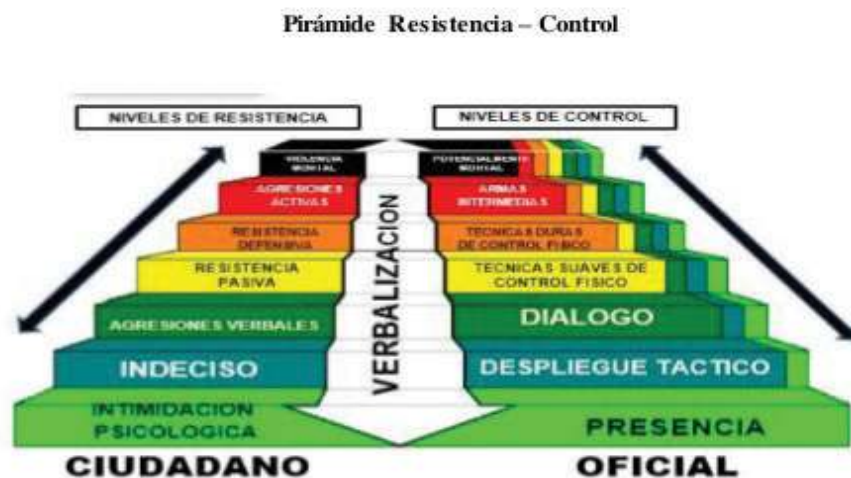 Pirámide Resistencia – Control
NIVELES DE RESISTENCIA
NIVELES DE CONTROL
VIOLENCIA
MORTAL
POTENCIALMENTE
MORTAL
AGRESIONES
ACTIVAS
ARMAS
INTERMEDIAS
RESISTENCIA
DEFENSIVA
TECNICAS DURAS
DE CONTROL FISICO
RESISTENCIA
PASIVA
TECNICAS SUAVES DE
CONTROL FISICO
VERBALIZACION
AGRESIONES VERBALES
DIALOGO
INDECISO
DESPLIEGUE TACTICO
INTIMIDACION
PSICOLOGICA
PRESENCIA
CIUDADANO
OFICIAL